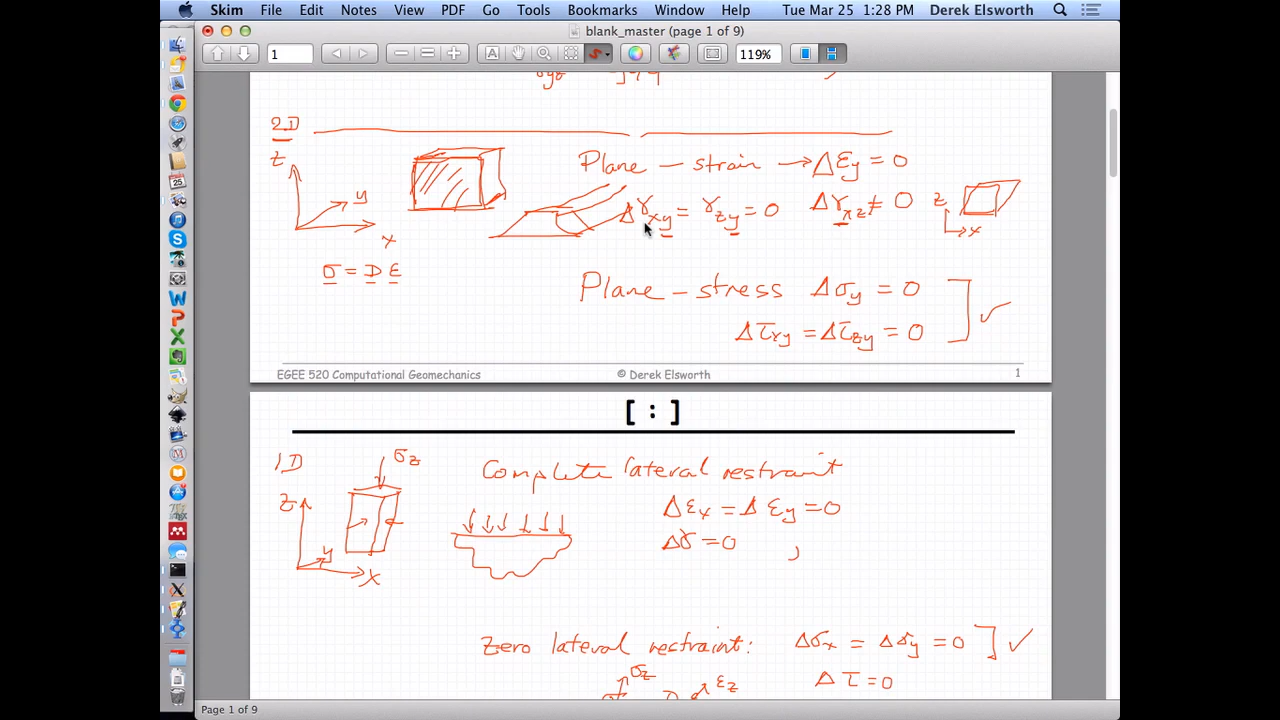 Skim File Edit Notes View PDF Go Tools Bookmarks Window Help Tue Mar 25 1:28 PM Derek Elsworth
blank_master (page 1 of 9)
1 119%
2D
Plane – strain → Δεy = 0
z y x
Δγxy = γzy = 0 Δγxz ≠ 0
z x
σ = D ε
Plane – stress Δσy = 0
Δτxy = Δτzy = 0
EGEE 520 Computational Geomechanics © Derek Elsworth 1
[ : ]
1D σz Complete lateral restraint
z y x
Δεx = Δεy = 0
Δγ = 0
Zero lateral restraint: Δσx = Δσy = 0
σz εz Δτ = 0
Page 1 of 9